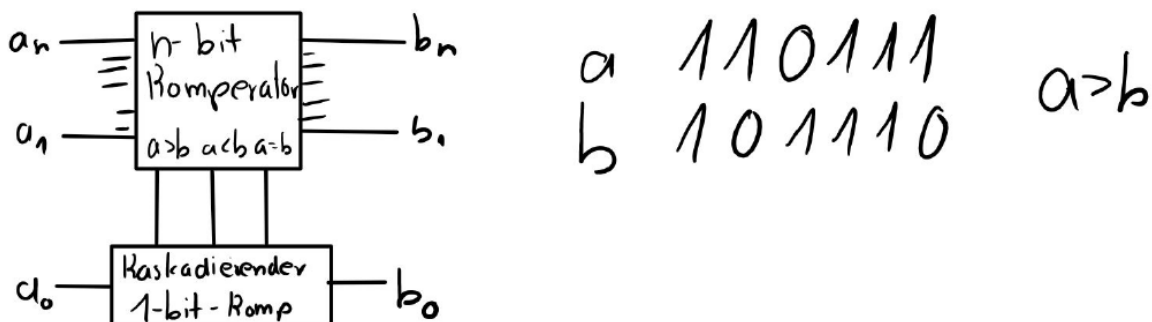 aₙ n-bit bₙ
Komperator
a₁ a>b a<b a=b b₁
a₀ Kaskadierender b₀
1-bit-Komp
a 110111
b 101110
a>b